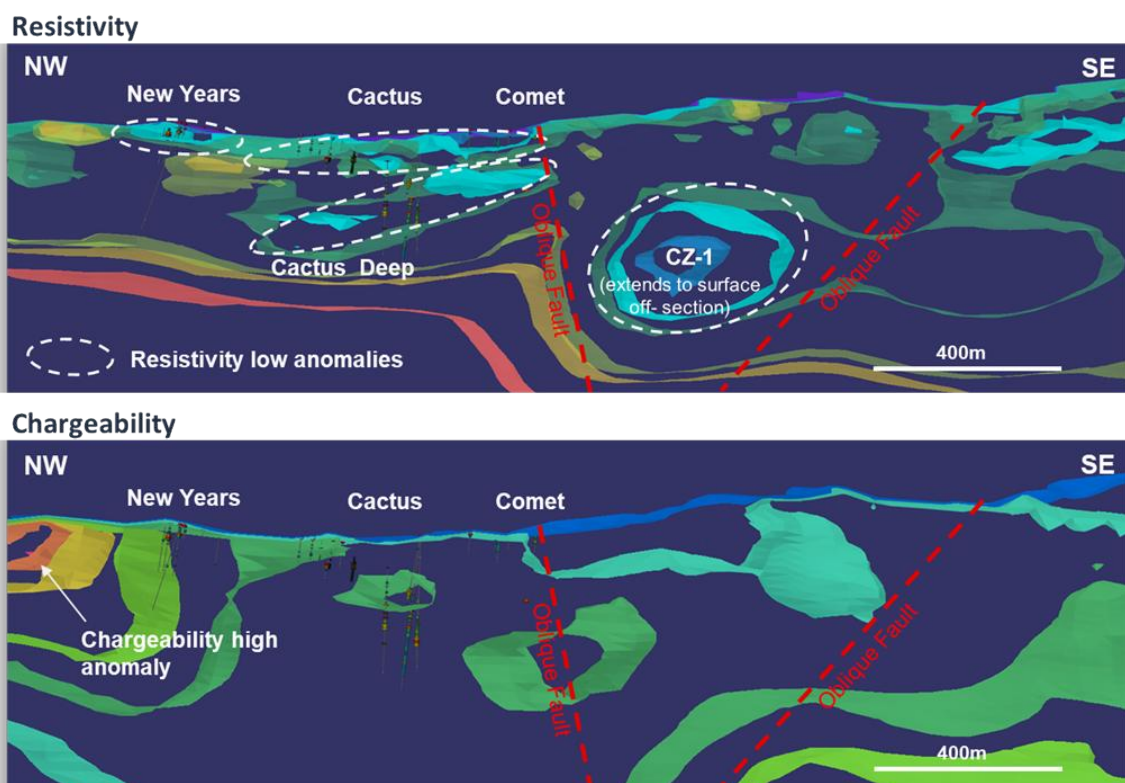 Resistivity
NW
SE
New Years
Cactus
Comet
Oblique Fault
CZ-1
(extends to surface
off- section)
Oblique Fault
Cactus Deep
Resistivity low anomalies
400m
Chargeability
NW
SE
New Years
Cactus
Comet
Chargeability high
anomaly
Oblique Fault
Oblique Fault
400m